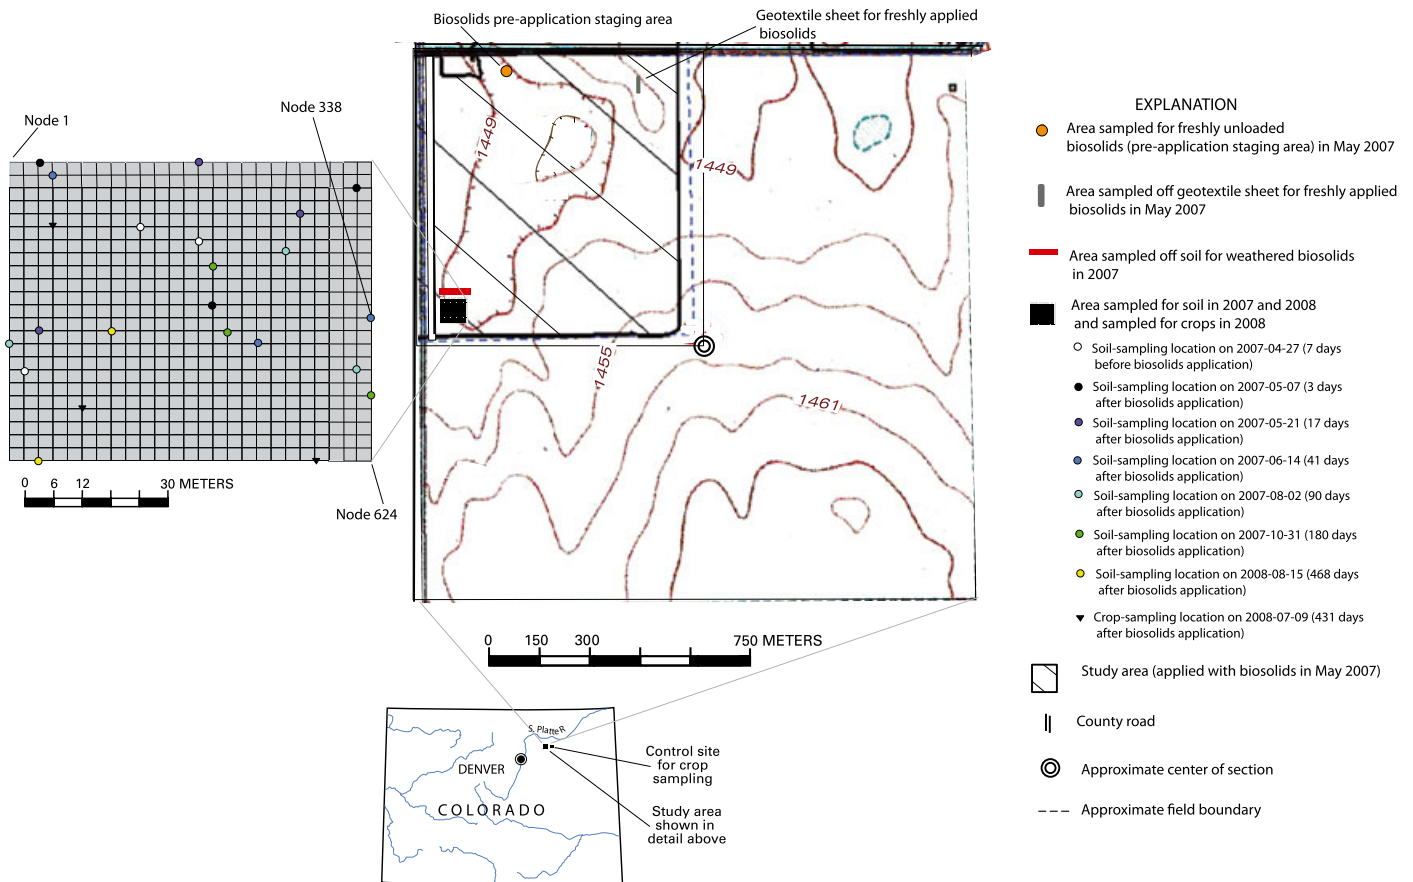 Biosolids pre-application staging area
Geotextile sheet for freshly applied
biosolids
Node 338
Node 1
1449
1449
1455
1461
0 6 12 30 METERS
Node 624
0 150 300 750 METERS
S. Platte R
DENVER
COLORADO
Control site
for crop
sampling
Study area
shown in
detail above
EXPLANATION
Area sampled for freshly unloaded
biosolids (pre-application staging area) in May 2007
Area sampled off geotextile sheet for freshly applied
biosolids in May 2007
Area sampled off soil for weathered biosolids
in 2007
Area sampled for soil in 2007 and 2008
and sampled for crops in 2008
Soil-sampling location on 2007-04-27 (7 days
before biosolids application)
Soil-sampling location on 2007-05-07 (3 days
after biosolids application)
Soil-sampling location on 2007-05-21 (17 days
after biosolids application)
Soil-sampling location on 2007-06-14 (41 days
after biosolids application)
Soil-sampling location on 2007-08-02 (90 days
after biosolids application)
Soil-sampling location on 2007-10-31 (180 days
after biosolids application)
Soil-sampling location on 2008-08-15 (468 days
after biosolids application)
Crop-sampling location on 2008-07-09 (431 days
after biosolids application)
Study area (applied with biosolids in May 2007)
County road
Approximate center of section
Approximate field boundary